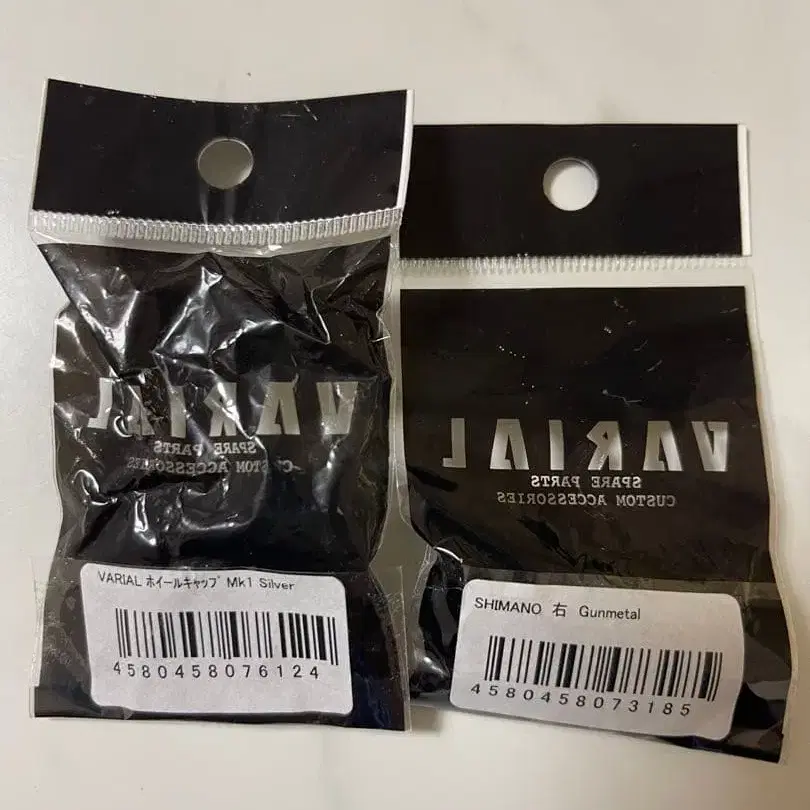 VARIAL
SPARE PARTS
CUSTOM ACCESSORIES
VARIAL ホイールキャップ Mk1 Silver
4580458076124
VARIAL
SPARE PARTS
CUSTOM ACCESSORIES
SHIMANO 右 Gunmetal
4580458073185